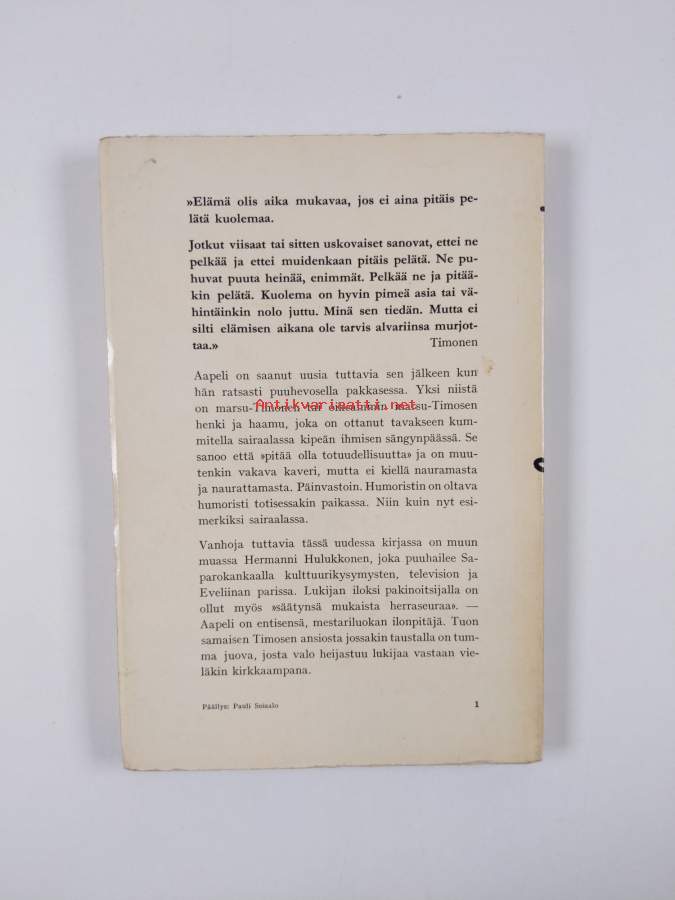 »Elämä olis aika mukavaa, jos ei aina pitäis pe-
lätä kuolemaa.
Jotkut viisaat tai sitten uskovaiset sanovat, ettei ne
pelkää ja ettei muidenkaan pitäis pelätä. Ne pu-
huvat puuta heinää, enimmät. Pelkää ne ja pitää-
kin pelätä. Kuolema on hyvin pimeä asia tai vä-
hintäinkin nolo juttu. Minä sen tiedän. Mutta ei
silti elämisen aikana ole tarvis alvariinsa murjot-
taa.» Timonen
Aapeli on saanut uusia tuttavia sen jälkeen kun
hän ratsasti puuhevosella pakkasessa. Yksi niistä
on marsu-Timonen tai oikeammin marsu-Timosen
Antikvariaatti.net
henki ja haamu, joka on ottanut tavakseen kum-
mitella sairaalassa kipeän ihmisen sängynpäässä. Se
sanoo että »pitää olla totuudellisuutta» ja on muu-
tenkin vakava kaveri, mutta ei kiellä nauramasta
ja naurattamasta. Päinvastoin. Humoristin on oltava
humoristi totisessakin paikassa. Niin kuin nyt esi-
merkiksi sairaalassa.
Vanhoja tuttavia tässä uudessa kirjassa on muun
muassa Hermanni Hulukkonen, joka puuhailee Sa-
parokankaalla kulttuurikysymysten, television ja
Eveliinan parissa. Lukijan iloksi pakinoitsijalla on
ollut myös »säätynsä mukaista herraseuraa». —
Aapeli on entisensä, mestariluokan ilonpitäjä. Tuon
samaisen Timosen ansiosta jossakin taustalla on tum-
ma juova, josta valo heijastuu lukijaa vastaan vie-
läkin kirkkaampana.
Päällys: Pauli Soisalo 1